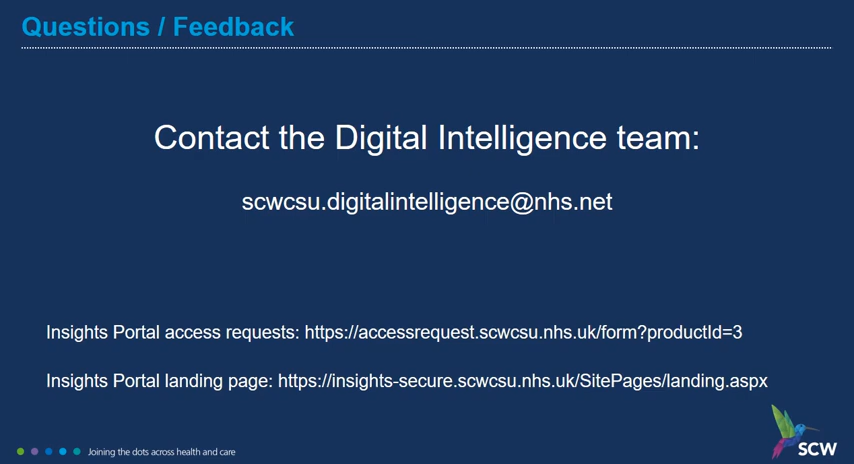 Questions / Feedback
Contact the Digital Intelligence team:
scwcsu.digitalintelligence@nhs.net
Insights Portal access requests: https://accessrequest.scwcsu.nhs.uk/form?productId=3
Insights Portal landing page: https://insights-secure.scwcsu.nhs.uk/SitePages/landing.aspx
Joining the dots across health and care
SCW